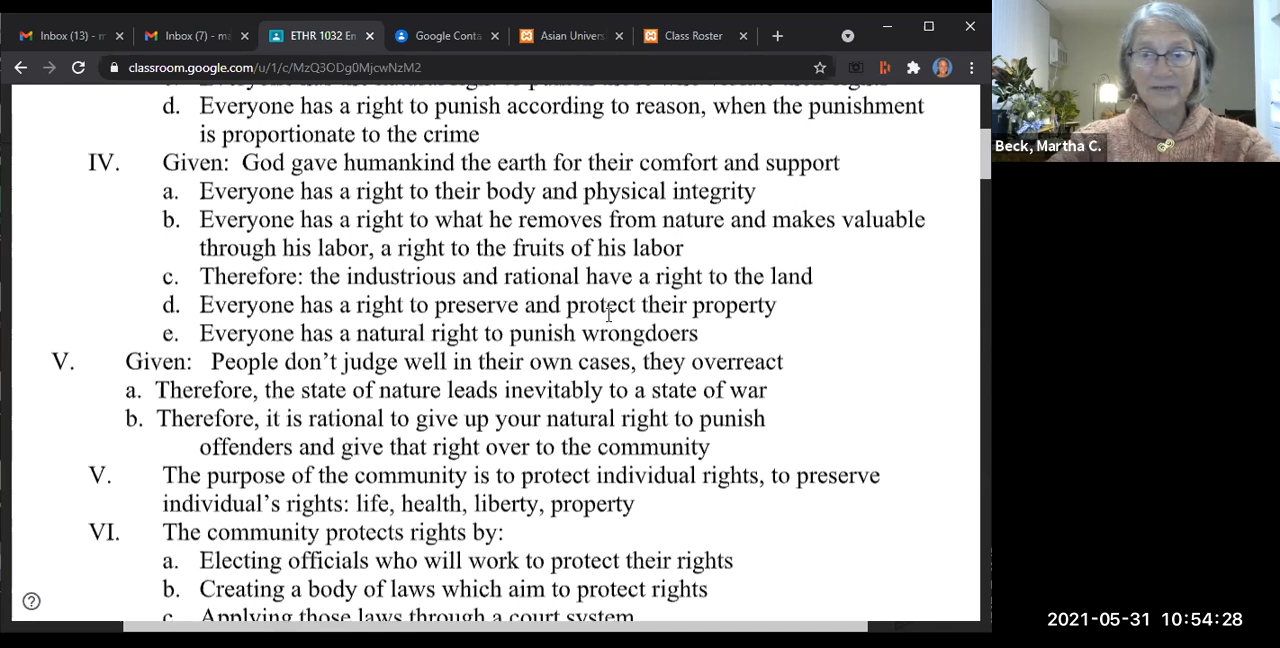 Inbox (13) - m
Inbox (7) - ma
ETHR 1032 En
Google Conta
Asian Univers
Class Roster
classroom.google.com/u/1/c/MzQ3ODg0MjcwNzM2
d. Everyone has a right to punish according to reason, when the punishment
is proportionate to the crime
IV. Given: God gave humankind the earth for their comfort and support
a. Everyone has a right to their body and physical integrity
b. Everyone has a right to what he removes from nature and makes valuable
through his labor, a right to the fruits of his labor
c. Therefore: the industrious and rational have a right to the land
d. Everyone has a right to preserve and protect their property
e. Everyone has a natural right to punish wrongdoers
V. Given: People don’t judge well in their own cases, they overreact
a. Therefore, the state of nature leads inevitably to a state of war
b. Therefore, it is rational to give up your natural right to punish
offenders and give that right over to the community
V. The purpose of the community is to protect individual rights, to preserve
individual’s rights: life, health, liberty, property
VI. The community protects rights by:
a. Electing officials who will work to protect their rights
b. Creating a body of laws which aim to protect rights
c. Applying those laws through a court system
Beck, Martha C.
2021-05-31 10:54:28